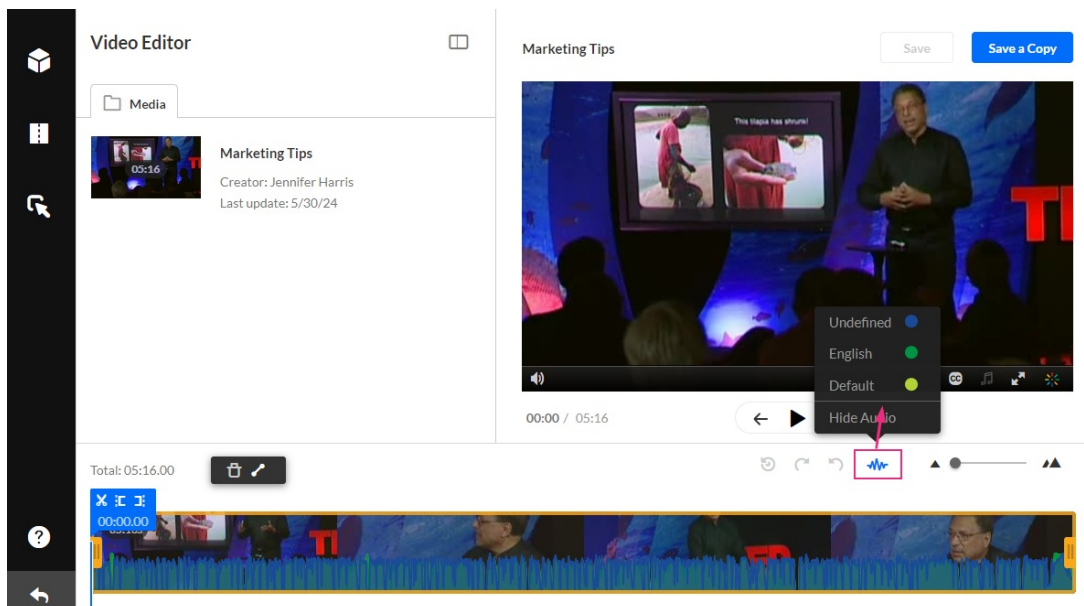 Video Editor
Media
05:16
Marketing Tips
Creator: Jennifer Harris
Last update: 5/30/24
Marketing Tips
Save
Save a Copy
This tilapia has shrunk!
Undefined
English
Default
Hide Audio
CC
00:00 / 05:16
Total: 05:16.00
00:00.00
?